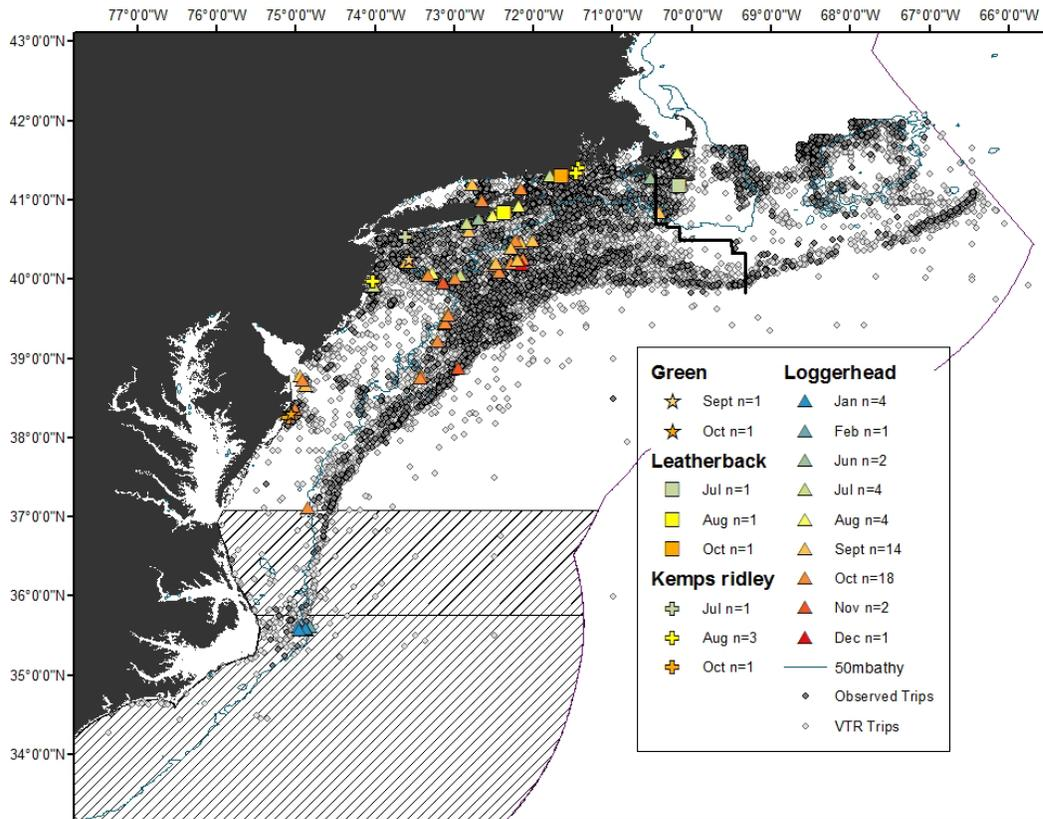 77°0'0"W 76°0'0"W 75°0'0"W 74°0'0"W 73°0'0"W 72°0'0"W 71°0'0"W 70°0'0"W 69°0'0"W 68°0'0"W 67°0'0"W 66°0'0"W
43°0'0"N
42°0'0"N
41°0'0"N
40°0'0"N
39°0'0"N
38°0'0"N
37°0'0"N
36°0'0"N
35°0'0"N
34°0'0"N
Green
Sept n=1
Oct n=1
Leatherback
Jul n=1
Aug n=1
Oct n=1
Kemps ridley
Jul n=1
Aug n=3
Oct n=1
Loggerhead
Jan n=4
Feb n=1
Jun n=2
Jul n=4
Aug n=4
Sept n=14
Oct n=18
Nov n=2
Dec n=1
50mbathy
Observed Trips
VTR Trips